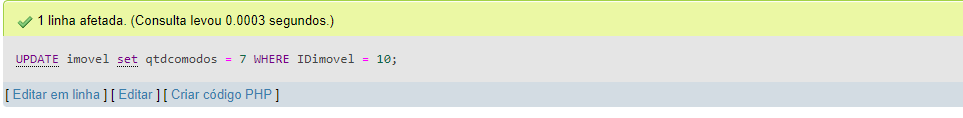 1 linha afetada. (Consulta levou 0.0003 segundos.)
UPDATE imovel set qtdcomodos = 7 WHERE IDimovel = 10;
[ Editar em linha ] [ Editar ] [ Criar código PHP ]